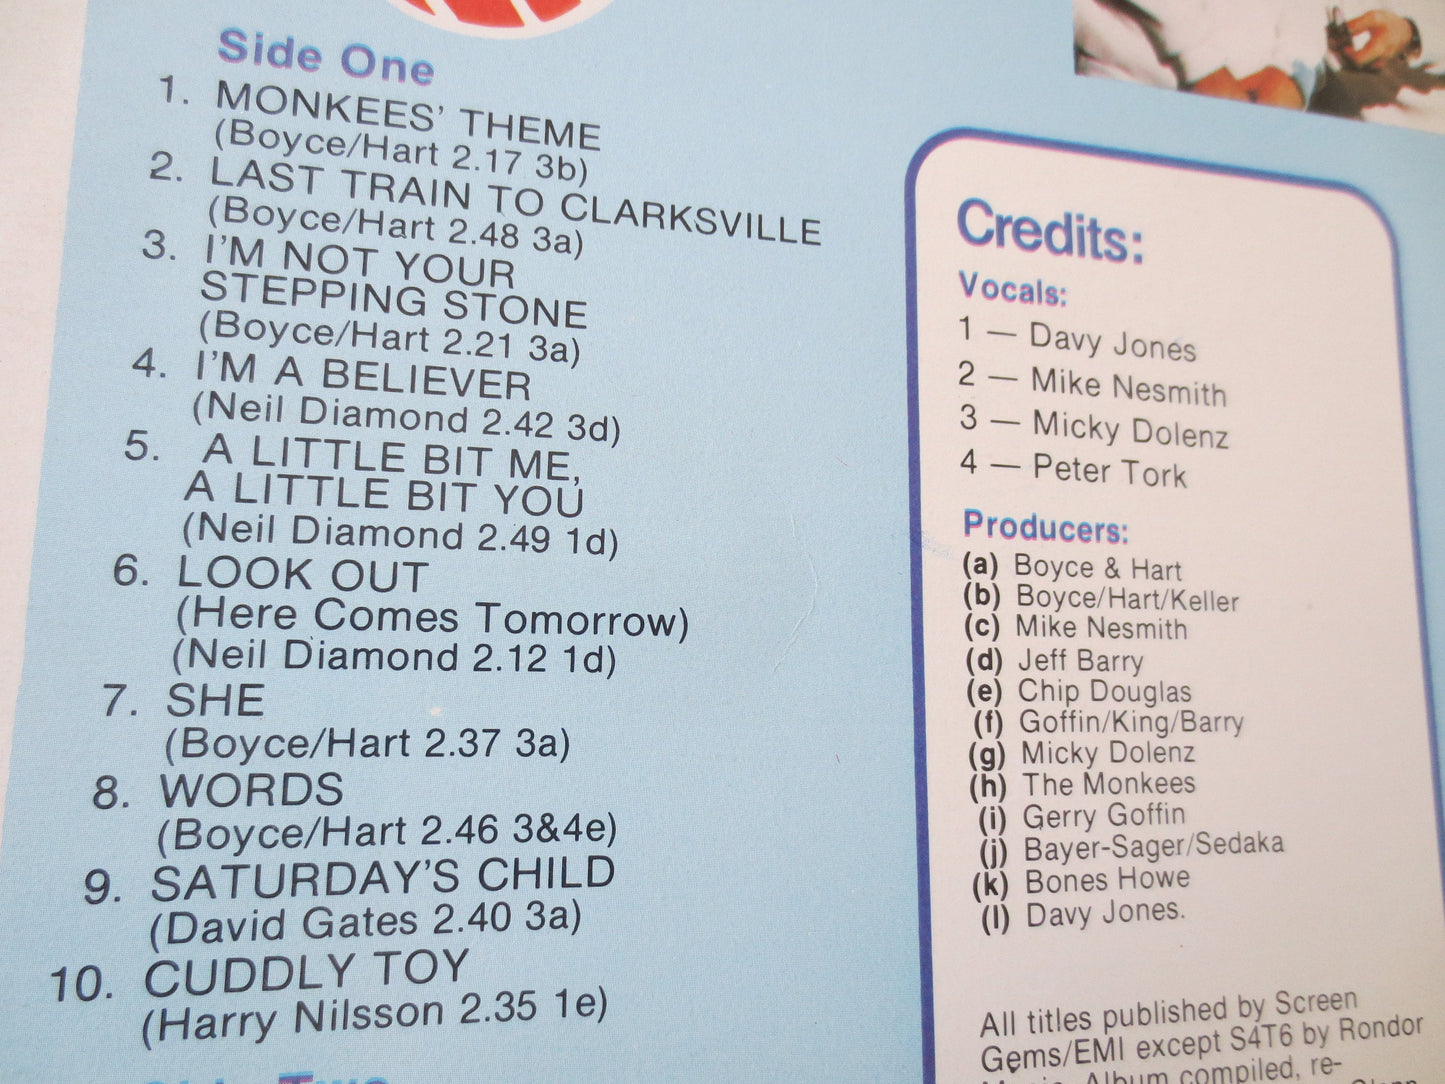 Side One
1. MONKEES' THEME
(Boyce/Hart 2.17 3b)
2. LAST TRAIN TO CLARKSVILLE
(Boyce/Hart 2.48 3a)
3. I'M NOT YOUR
STEPPING STONE
(Boyce/Hart 2.21 3a)
4. I'M A BELIEVER
(Neil Diamond 2.42 3d)
5. A LITTLE BIT ME,
A LITTLE BIT YOU
(Neil Diamond 2.49 1d)
6. LOOK OUT
(Here Comes Tomorrow)
(Neil Diamond 2.12 1d)
7. SHE
(Boyce/Hart 2.37 3a)
8. WORDS
(Boyce/Hart 2.46 3&4e)
9. SATURDAY'S CHILD
(David Gates 2.40 3a)
10. CUDDLY TOY
(Harry Nilsson 2.35 1e)
Side Two
Credits:
Vocals:
1 — Davy Jones
2 — Mike Nesmith
3 — Micky Dolenz
4 — Peter Tork
Producers:
(a) Boyce & Hart
(b) Boyce/Hart/Keller
(c) Mike Nesmith
(d) Jeff Barry
(e) Chip Douglas
(f) Goffin/King/Barry
(g) Micky Dolenz
(h) The Monkees
(i) Gerry Goffin
(j) Bayer-Sager/Sedaka
(k) Bones Howe
(l) Davy Jones.
All titles published by Screen
Gems/EMI except S4T6 by Rondor
Music. Album compiled, re-